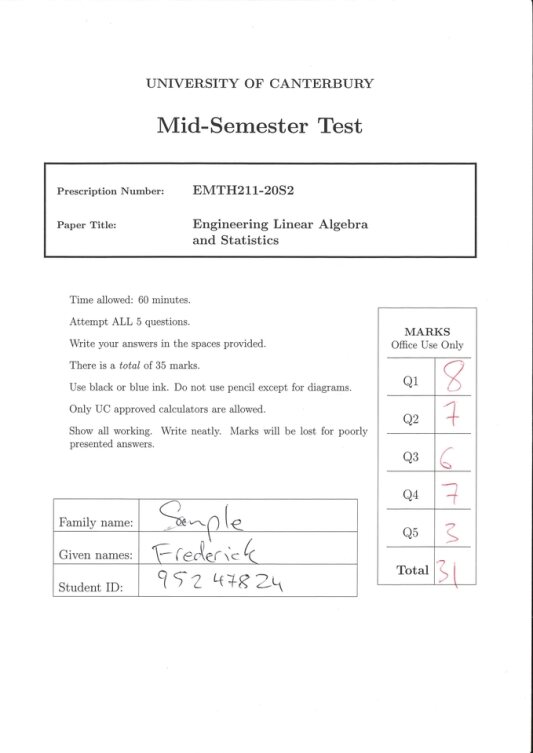 UNIVERSITY OF CANTERBURY
Mid-Semester Test
Prescription Number: EMTH211-20S2
Paper Title: Engineering Linear Algebra
and Statistics
Time allowed: 60 minutes.
Attempt ALL 5 questions.
Write your answers in the spaces provided.
There is a total of 35 marks.
Use black or blue ink. Do not use pencil except for diagrams.
Only UC approved calculators are allowed.
Show all working. Write neatly. Marks will be lost for poorly
presented answers.
MARKS
Office Use Only
Q1 8
Q2 7
Q3 6
Q4 7
Q5 3
Total 31
Family name: Sample
Given names: Frederick
Student ID: 95247824